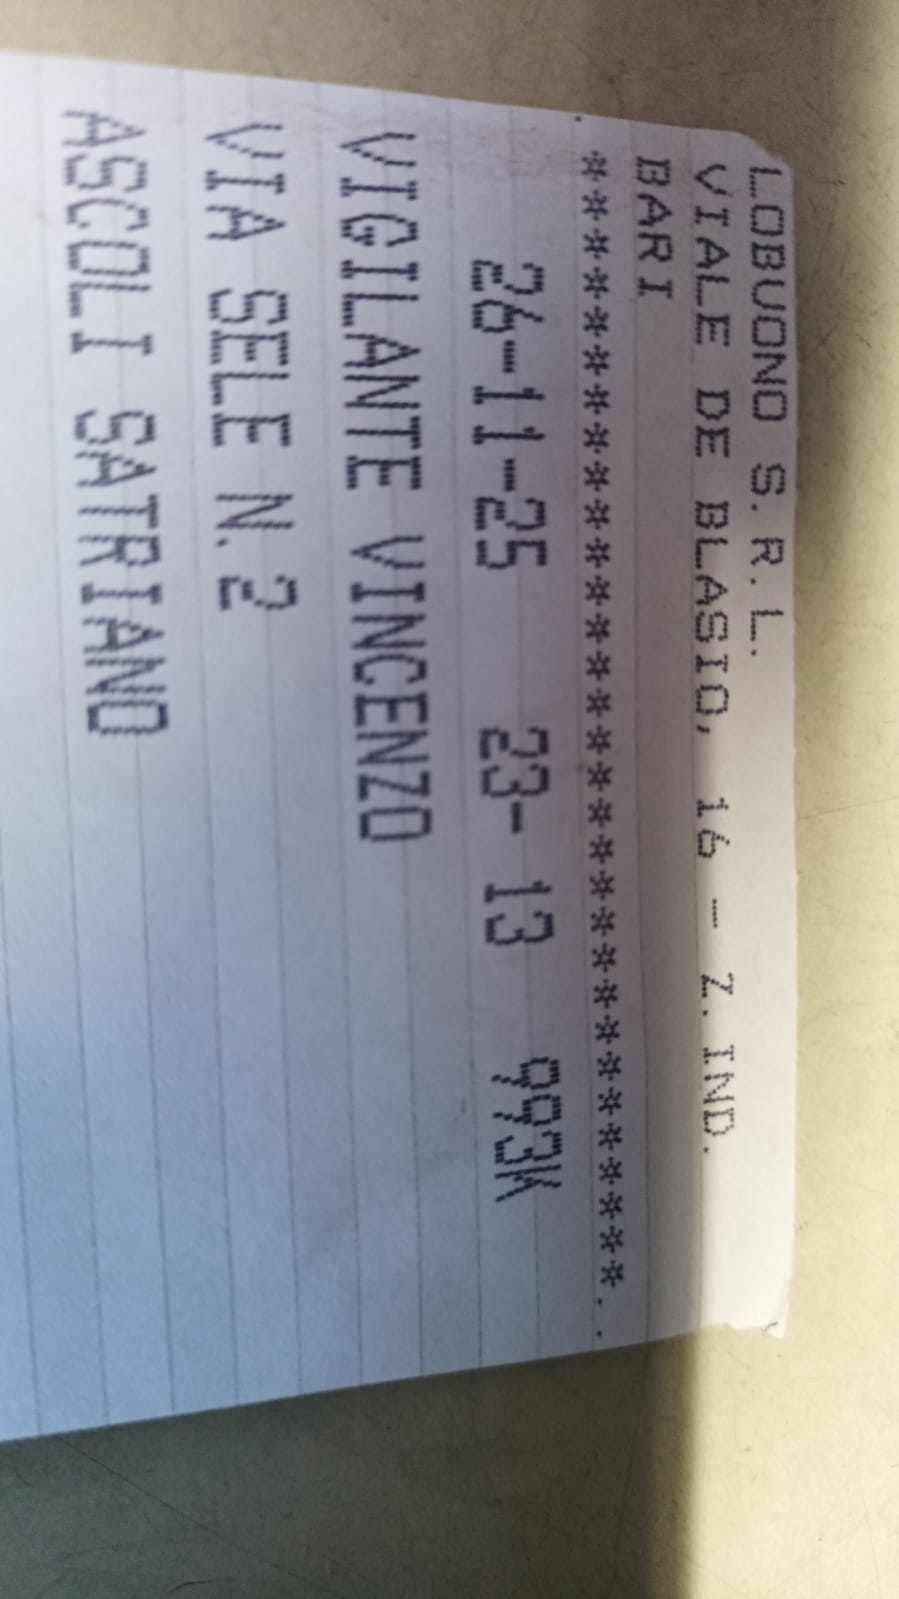 LOBUONO S.R.L.
VIALE DE BLASIO, 16 - Z.IND.
BARI
.************************************..
26-11-25 23- 13 993K
VIGILANTE VINCENZO
VIA SELE N.2
ASCOLI SATRIANO